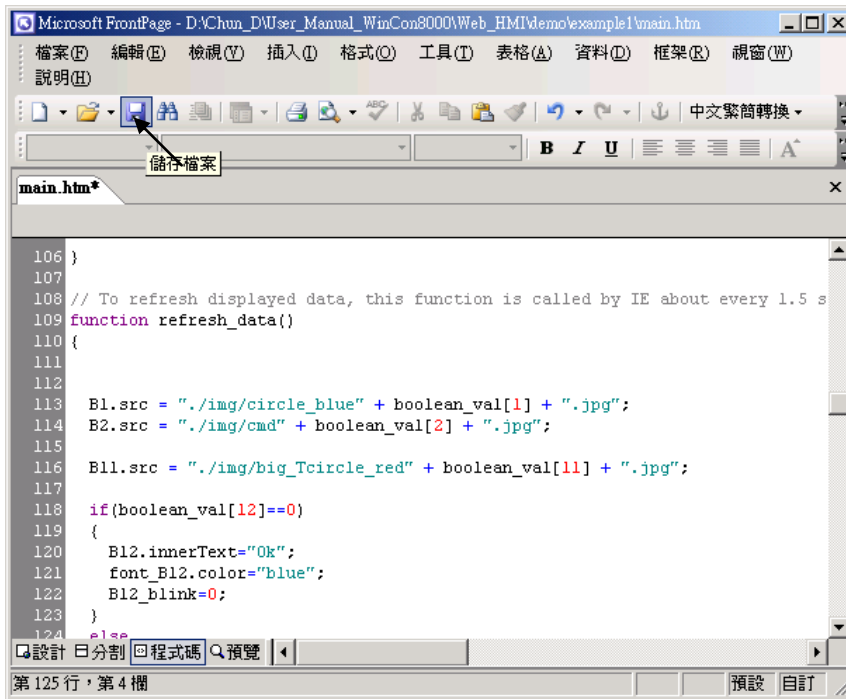 Microsoft FrontPage - D:\Chun_D\User_Manual_WinCon8000\Web_HMI\demo\example1\main.htm
檔案(F) 編輯(E) 檢視(V) 插入(I) 格式(O) 工具(T) 表格(A) 資料(D) 框架(R) 視窗(W)
說明(H)
中文繁簡轉換
B I U A
儲存檔案
main.htm*
106 }
107
108 // To refresh displayed data, this function is called by IE about every 1.5 s
109 function refresh_data()
110 {
111
112
113 B1.src = "./img/circle_blue" + boolean_val[1] + ".jpg";
114 B2.src = "./img/cmd" + boolean_val[2] + ".jpg";
115
116 B11.src = "./img/big_Tcircle_red" + boolean_val[11] + ".jpg";
117
118 if(boolean_val[12]==0)
119 {
120 B12.innerText="Ok";
121 font_B12.color="blue";
122 B12_blink=0;
123 }
124 else
設計 分割 程式碼 預覽
第 125 行，第 4 欄 預設 自訂